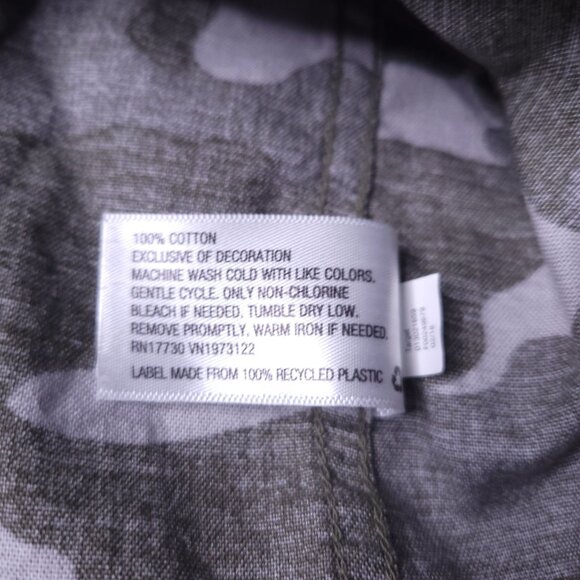 100% COTTON
EXCLUSIVE OF DECORATION
MACHINE WASH COLD WITH LIKE COLORS.
GENTLE CYCLE. ONLY NON-CHLORINE
BLEACH IF NEEDED. TUMBLE DRY LOW.
REMOVE PROMPTLY. WARM IRON IF NEEDED.
RN17730 VN1973122
LABEL MADE FROM 100% RECYCLED PLASTIC
Target